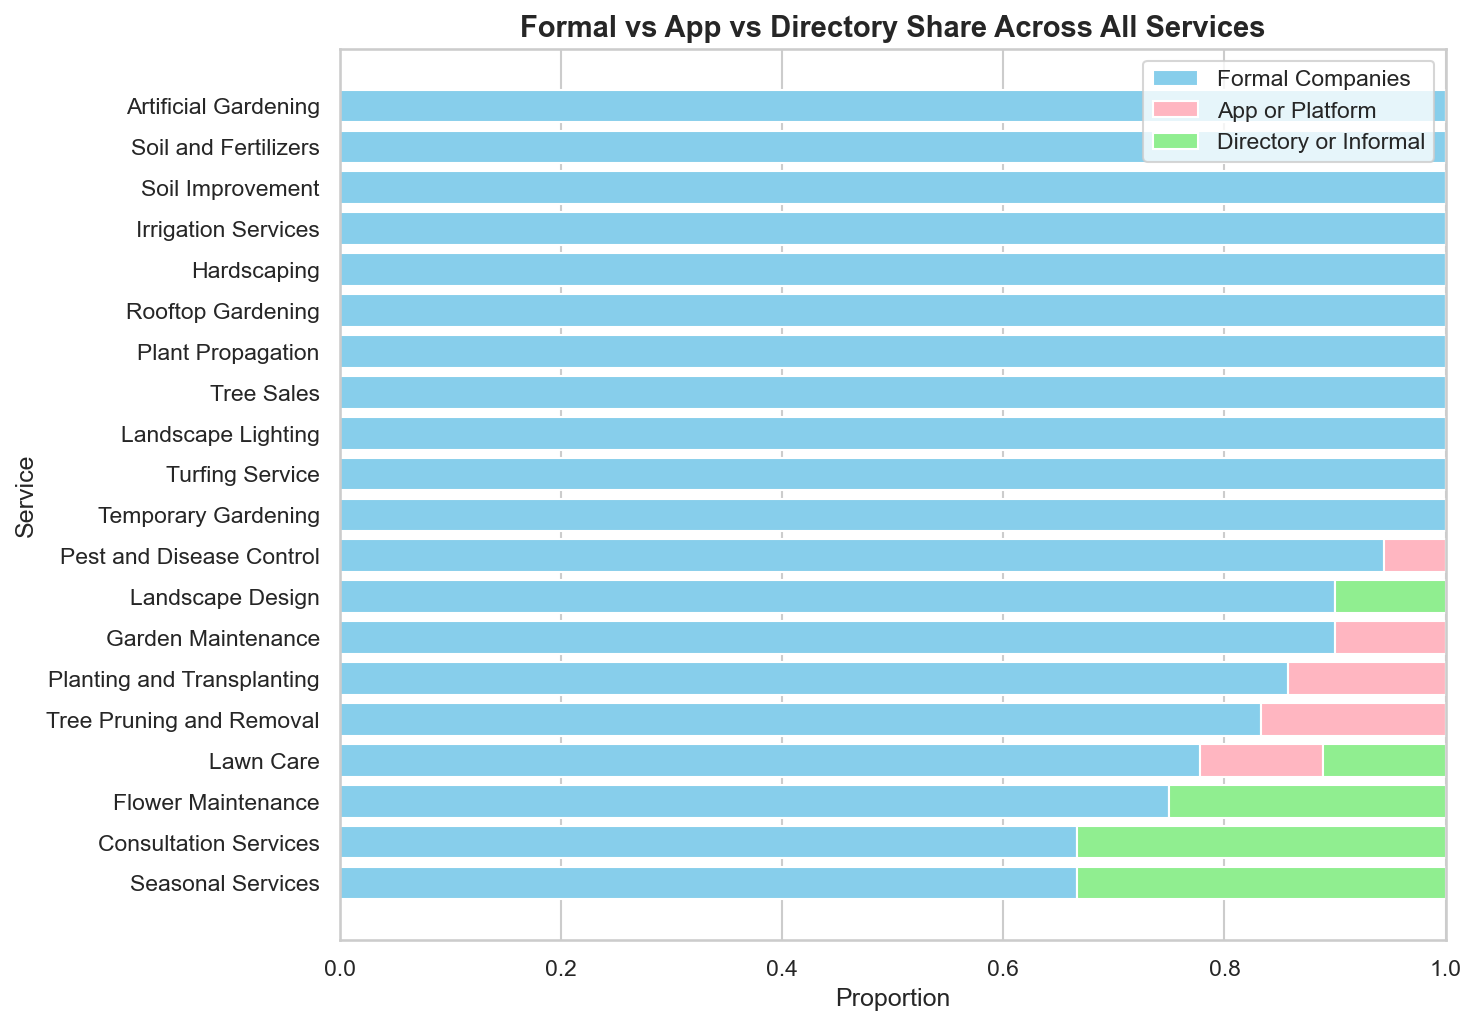 Formal vs App vs Directory Share Across All Services
Formal Companies
App or Platform
Directory or Informal
Service
Artificial Gardening
Soil and Fertilizers
Soil Improvement
Irrigation Services
Hardscaping
Rooftop Gardening
Plant Propagation
Tree Sales
Landscape Lighting
Turfing Service
Temporary Gardening
Pest and Disease Control
Landscape Design
Garden Maintenance
Planting and Transplanting
Tree Pruning and Removal
Lawn Care
Flower Maintenance
Consultation Services
Seasonal Services
0.0 0.2 0.4 0.6 0.8 1.0
Proportion